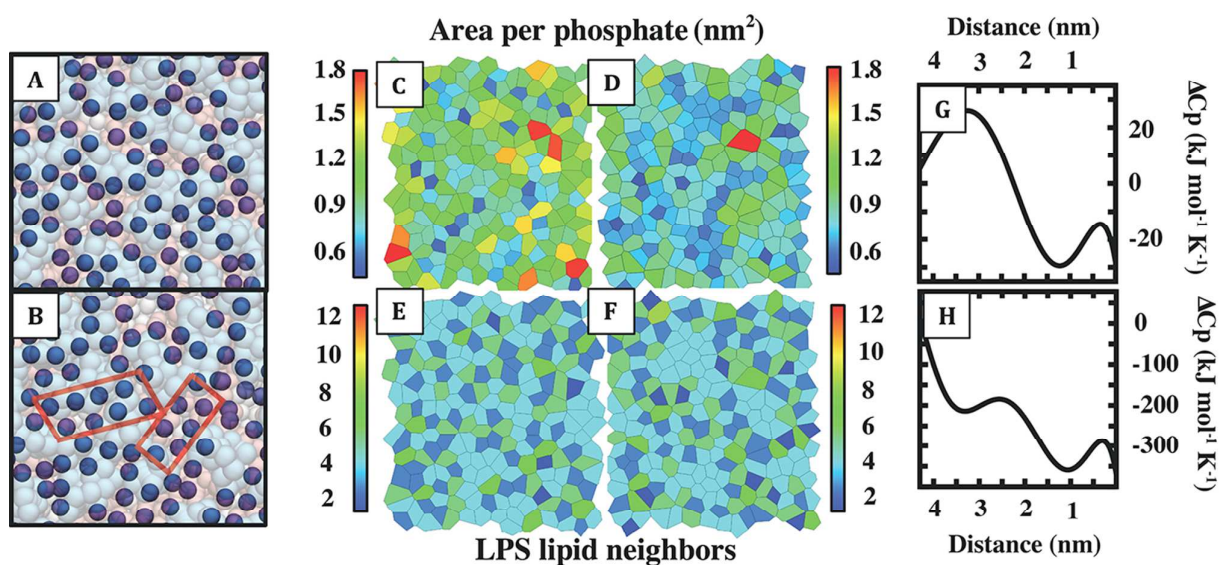 Area per phosphate (nm²)
A
B
1.8
1.5
1.2
0.9
0.6
C
D
1.8
1.5
1.2
0.9
0.6
12
10
8
6
4
2
E
F
12
10
8
6
4
2
LPS lipid neighbors
Distance (nm)
4 3 2 1
G
20
0
-20
ΔCp (kJ mol⁻¹ K⁻¹)
H
0
-100
-200
-300
ΔCp (kJ mol⁻¹ K⁻¹)
4 3 2 1
Distance (nm)